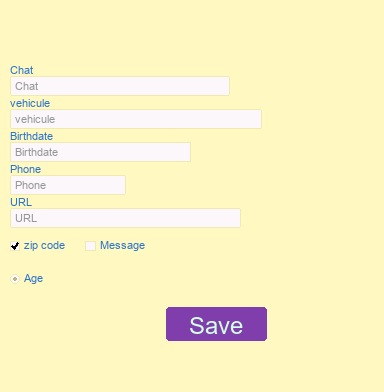 Chat
Chat
vehicule
vehicule
Birthdate
Birthdate
Phone
Phone
URL
URL
zip code Message
Age
Save